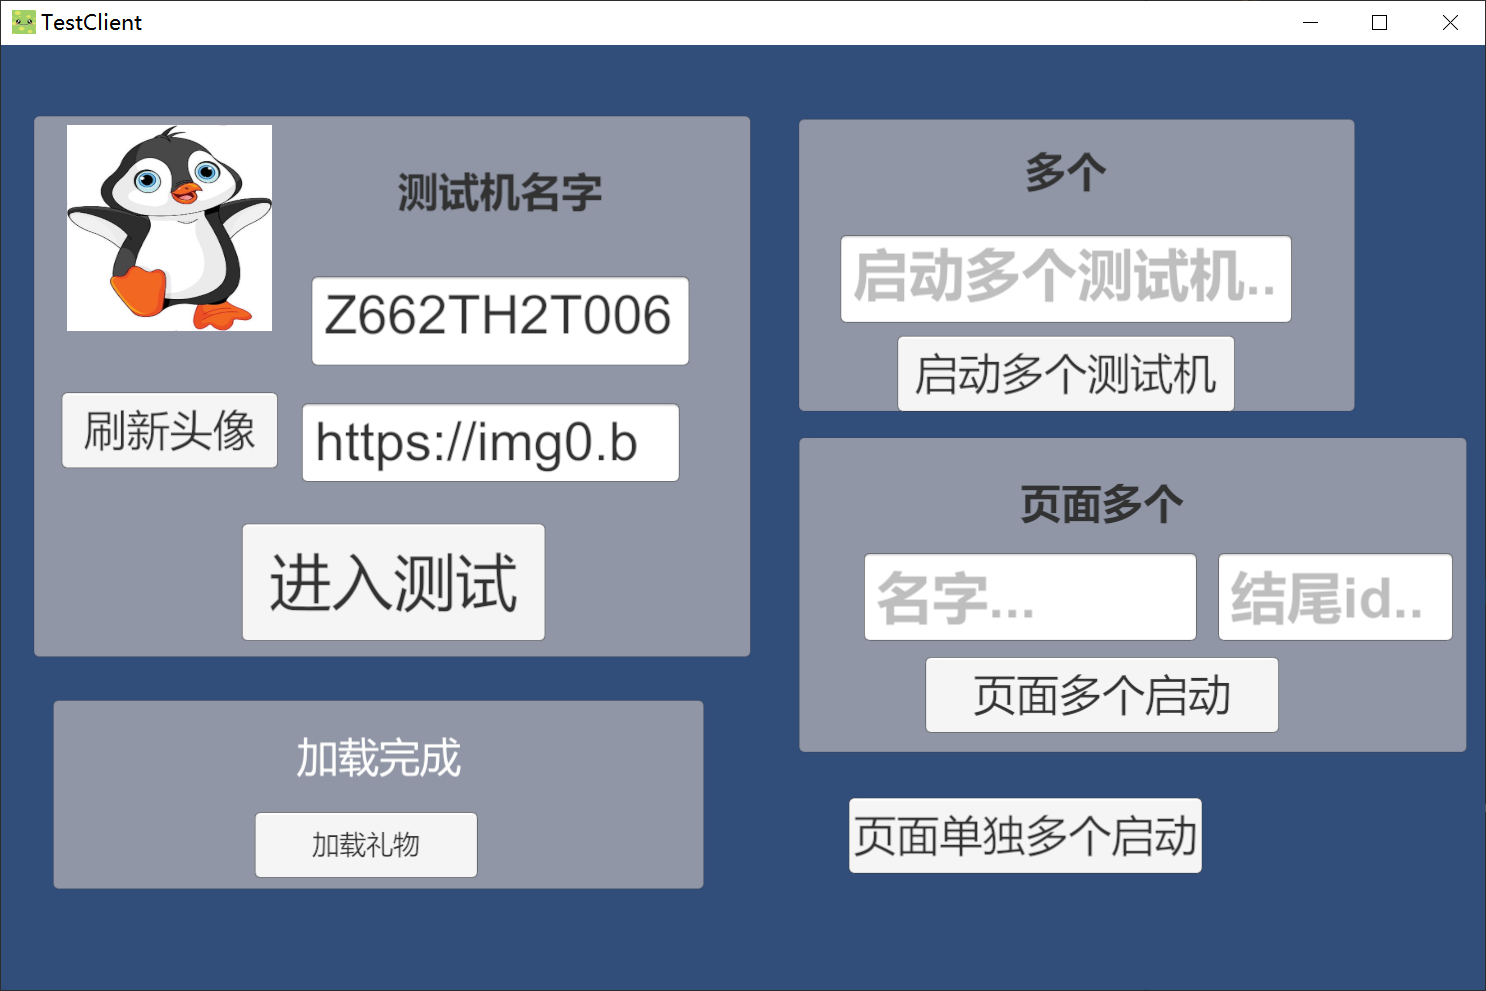 TestClient
测试机名字
Z662TH2T006
刷新头像
https://img0.b
进入测试
加载完成
加载礼物
多个
启动多个测试机..
启动多个测试机
页面多个
名字...
结尾id..
页面多个启动
页面单独多个启动